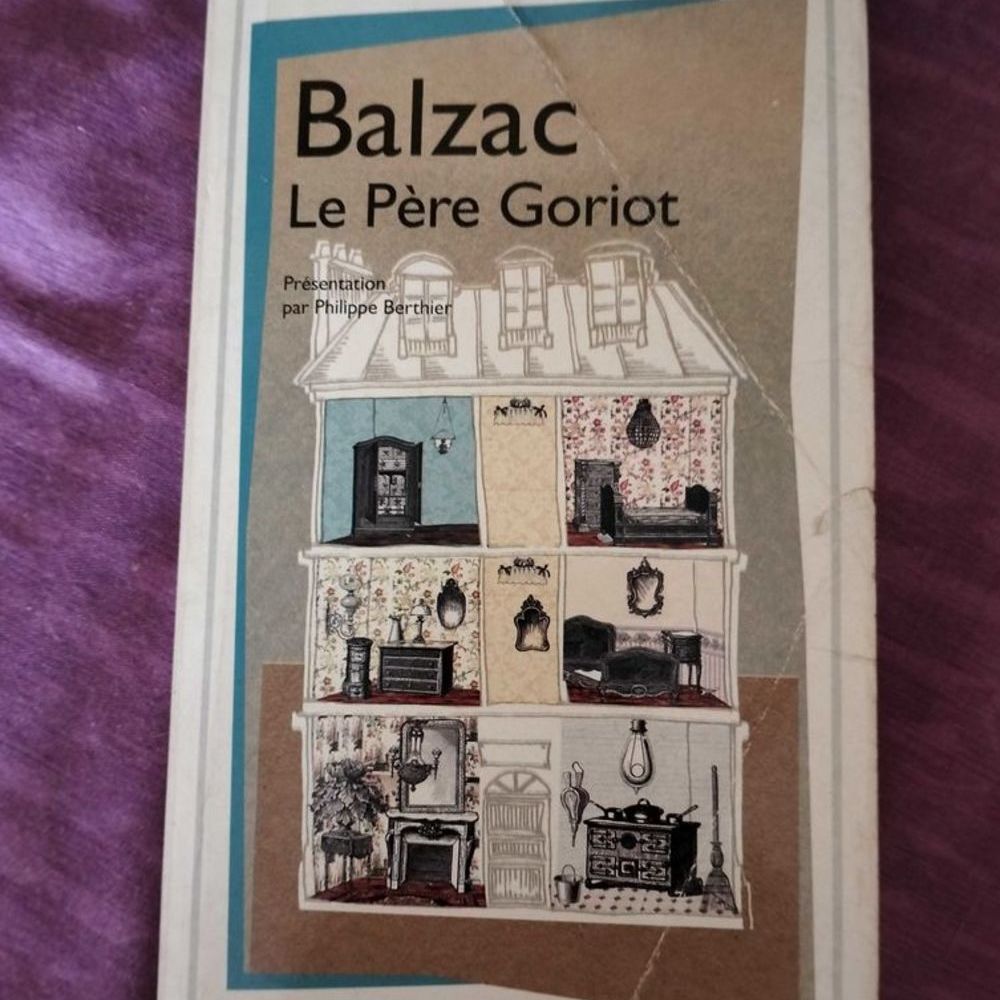 Balzac
Le Père Goriot
Présentation
par Philippe Berthier